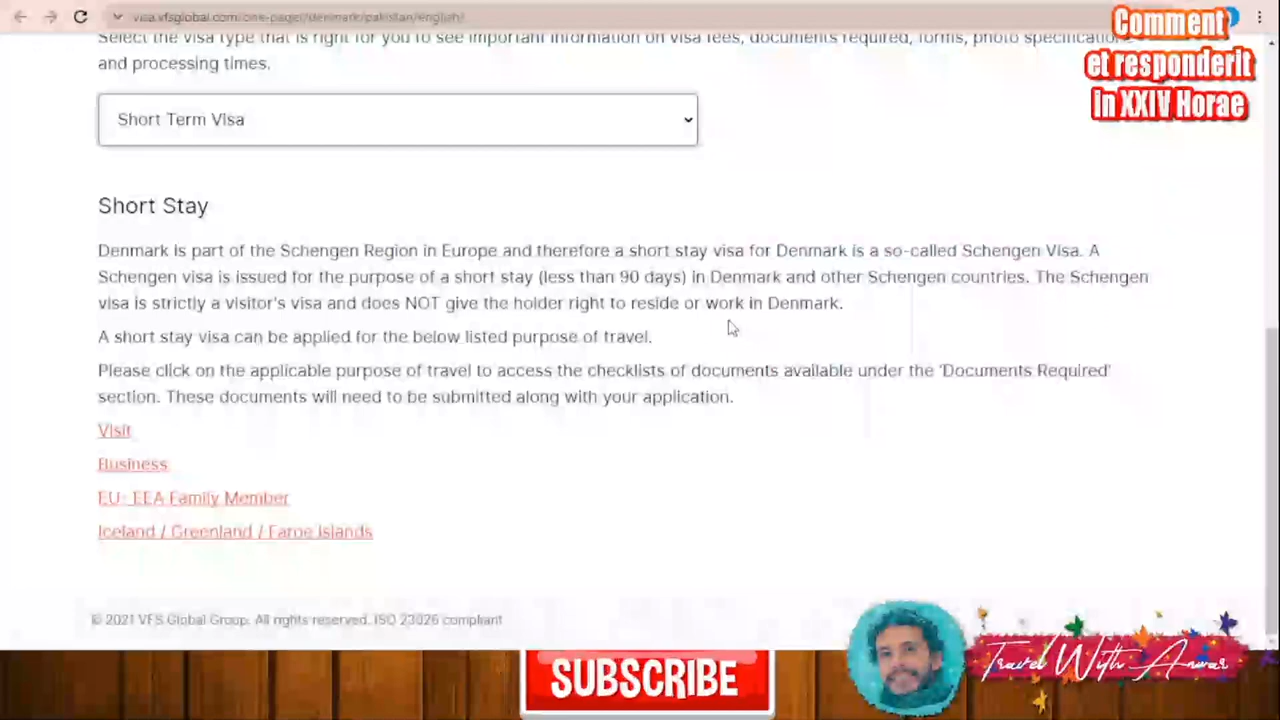 visa.vfsglobal.com/one-pager/denmark/pakistan/english/
Comment
et responderit
in XXIV Horae
Select the visa type that is right for you to see important information on visa fees, documents required, forms, photo specifications
and processing times.
Short Term Visa
Short Stay
Denmark is part of the Schengen Region in Europe and therefore a short stay visa for Denmark is a so-called Schengen Visa. A
Schengen visa is issued for the purpose of a short stay (less than 90 days) in Denmark and other Schengen countries. The Schengen
visa is strictly a visitor's visa and does NOT give the holder right to reside or work in Denmark.
A short stay visa can be applied for the below listed purpose of travel.
Please click on the applicable purpose of travel to access the checklists of documents available under the 'Documents Required'
section. These documents will need to be submitted along with your application.
Visit
Business
EU- EEA Family Member
Iceland / Greenland / Faroe Islands
© 2021 VFS Global Group. All rights reserved. ISO 23026 compliant
SUBSCRIBE
Travel With Anwar